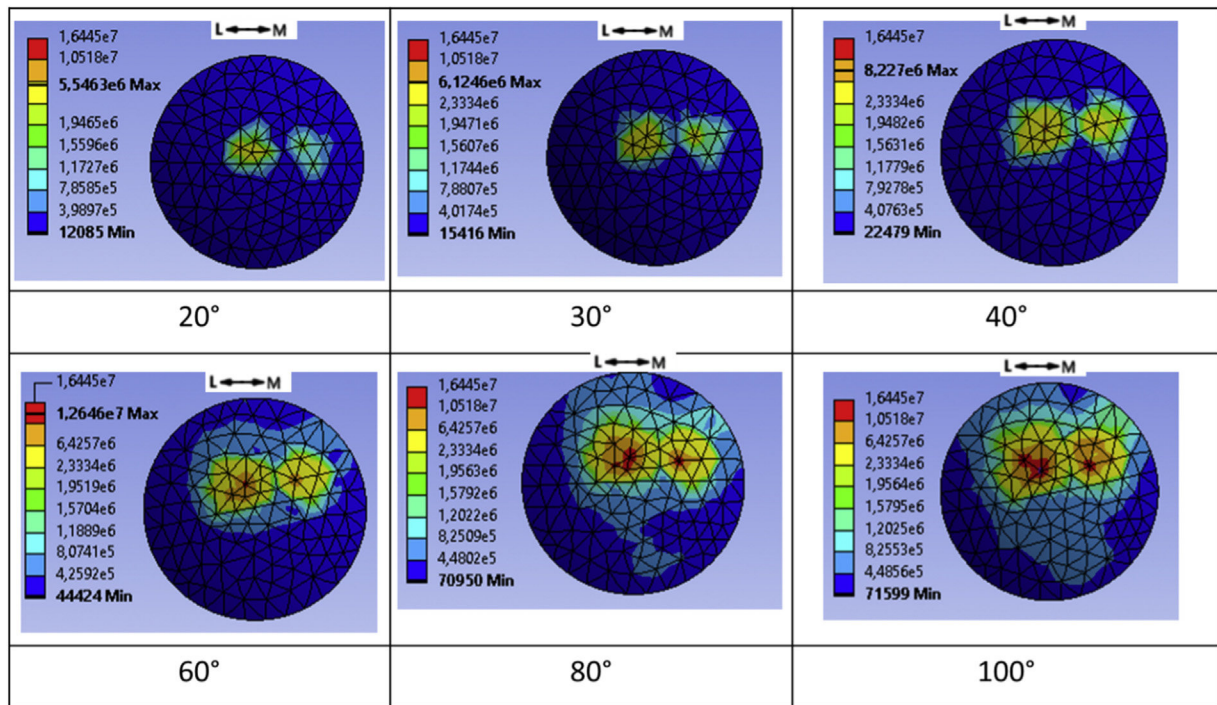 L M
1,6445e7
1,0518e7
5,5463e6 Max
1,9465e6
1,5596e6
1,1727e6
7,8585e5
3,9897e5
12085 Min
20°
L M
1,6445e7
1,0518e7
6,1246e6 Max
2,3334e6
1,9471e6
1,5607e6
1,1744e6
7,8807e5
4,0174e5
15416 Min
30°
L M
1,6445e7
8,227e6 Max
2,3334e6
1,9482e6
1,5631e6
1,1779e6
7,9278e5
4,0763e5
22479 Min
40°
L M
1,6445e7
1,2646e7 Max
6,4257e6
2,3334e6
1,9519e6
1,5704e6
1,1889e6
8,0741e5
4,2592e5
44424 Min
60°
L M
1,6445e7
1,0518e7
6,4257e6
2,3334e6
1,9563e6
1,5792e6
1,2022e6
8,2509e5
4,4802e5
70950 Min
80°
L M
1,6445e7
1,0518e7
6,4257e6
2,3334e6
1,9564e6
1,5795e6
1,2025e6
8,2553e5
4,4856e5
71599 Min
100°